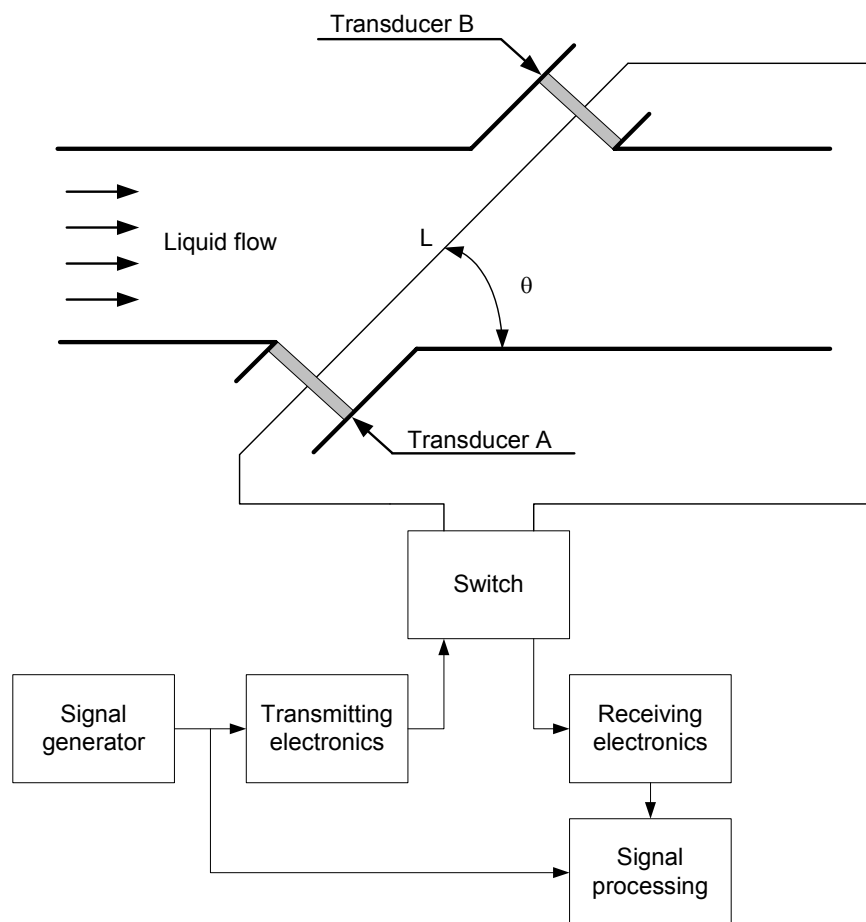 Transducer B
Liquid flow
L
θ
Transducer A
Switch
Signal
generator
Transmitting
electronics
Receiving
electronics
Signal
processing